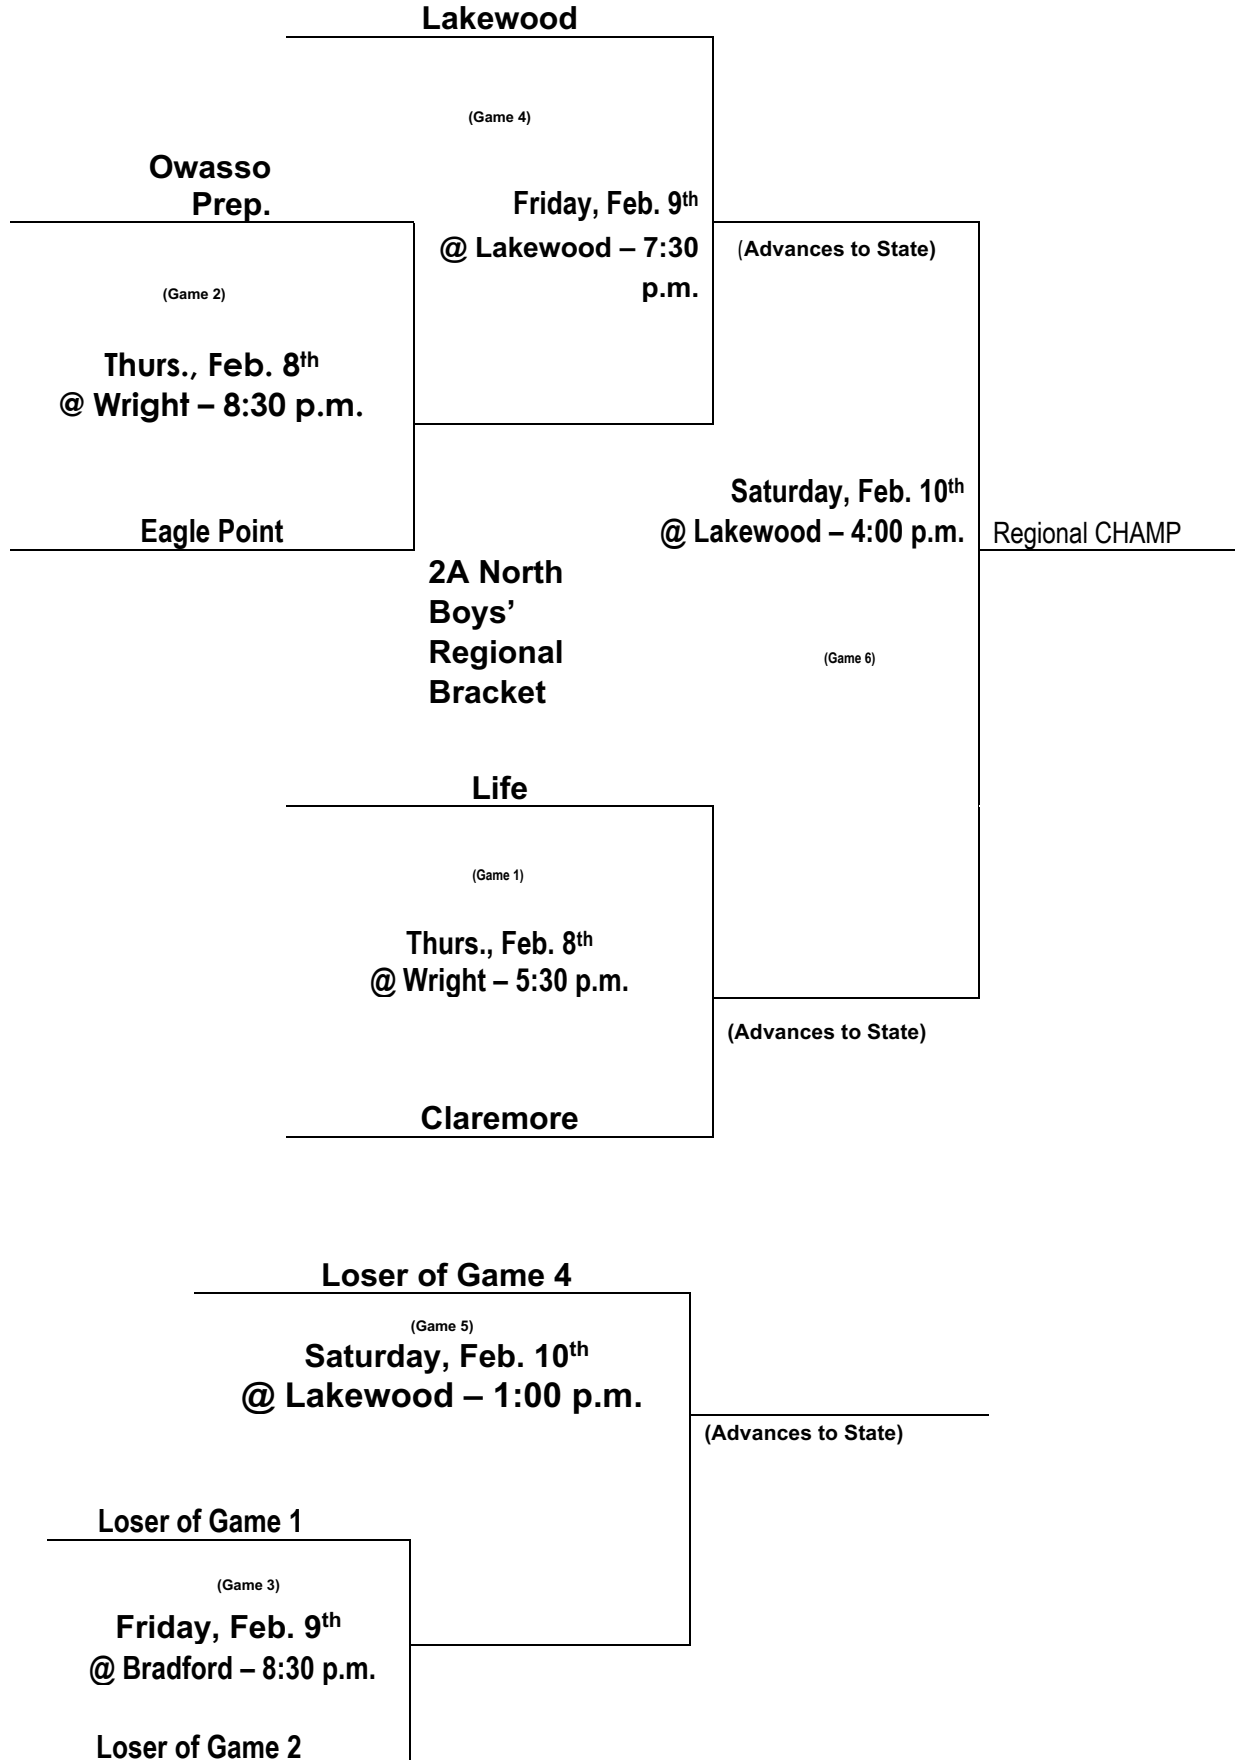 Lakewood
(Game 4)
Owasso
Prep.
Friday, Feb. 9th
@ Lakewood – 7:30
p.m.
(Advances to State)
(Game 2)
Thurs., Feb. 8th
@ Wright – 8:30 p.m.
Eagle Point
Saturday, Feb. 10th
@ Lakewood – 4:00 p.m.
Regional CHAMP
2A North
Boys’
Regional
Bracket
(Game 6)
Life
(Game 1)
Thurs., Feb. 8th
@ Wright – 5:30 p.m.
(Advances to State)
Claremore
Loser of Game 4
(Game 5)
Saturday, Feb. 10th
@ Lakewood – 1:00 p.m.
(Advances to State)
Loser of Game 1
(Game 3)
Friday, Feb. 9th
@ Bradford – 8:30 p.m.
Loser of Game 2